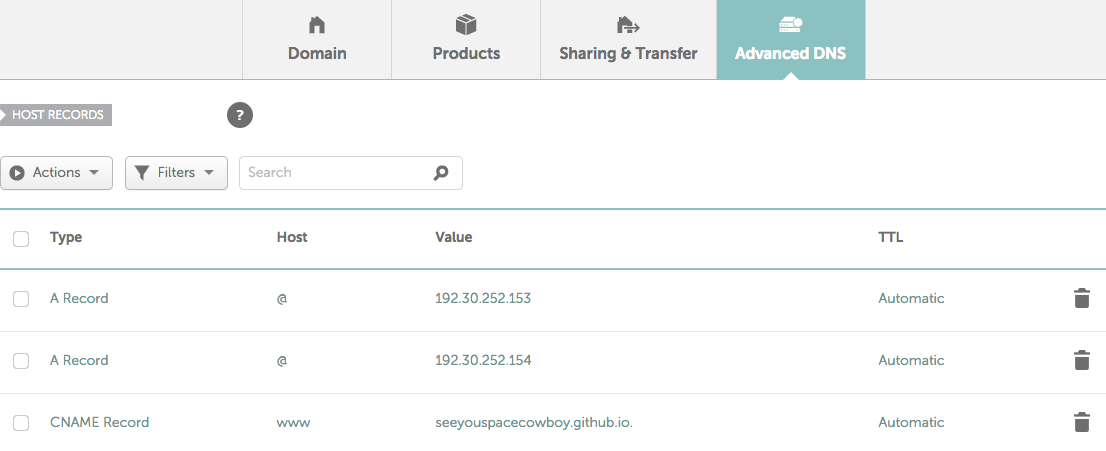 Domain Products Sharing & Transfer Advanced DNS
HOST RECORDS ?
Actions Filters Search
Type Host Value TTL
A Record @ 192.30.252.153 Automatic
A Record @ 192.30.252.154 Automatic
CNAME Record www seeyouspacecowboy.github.io. Automatic